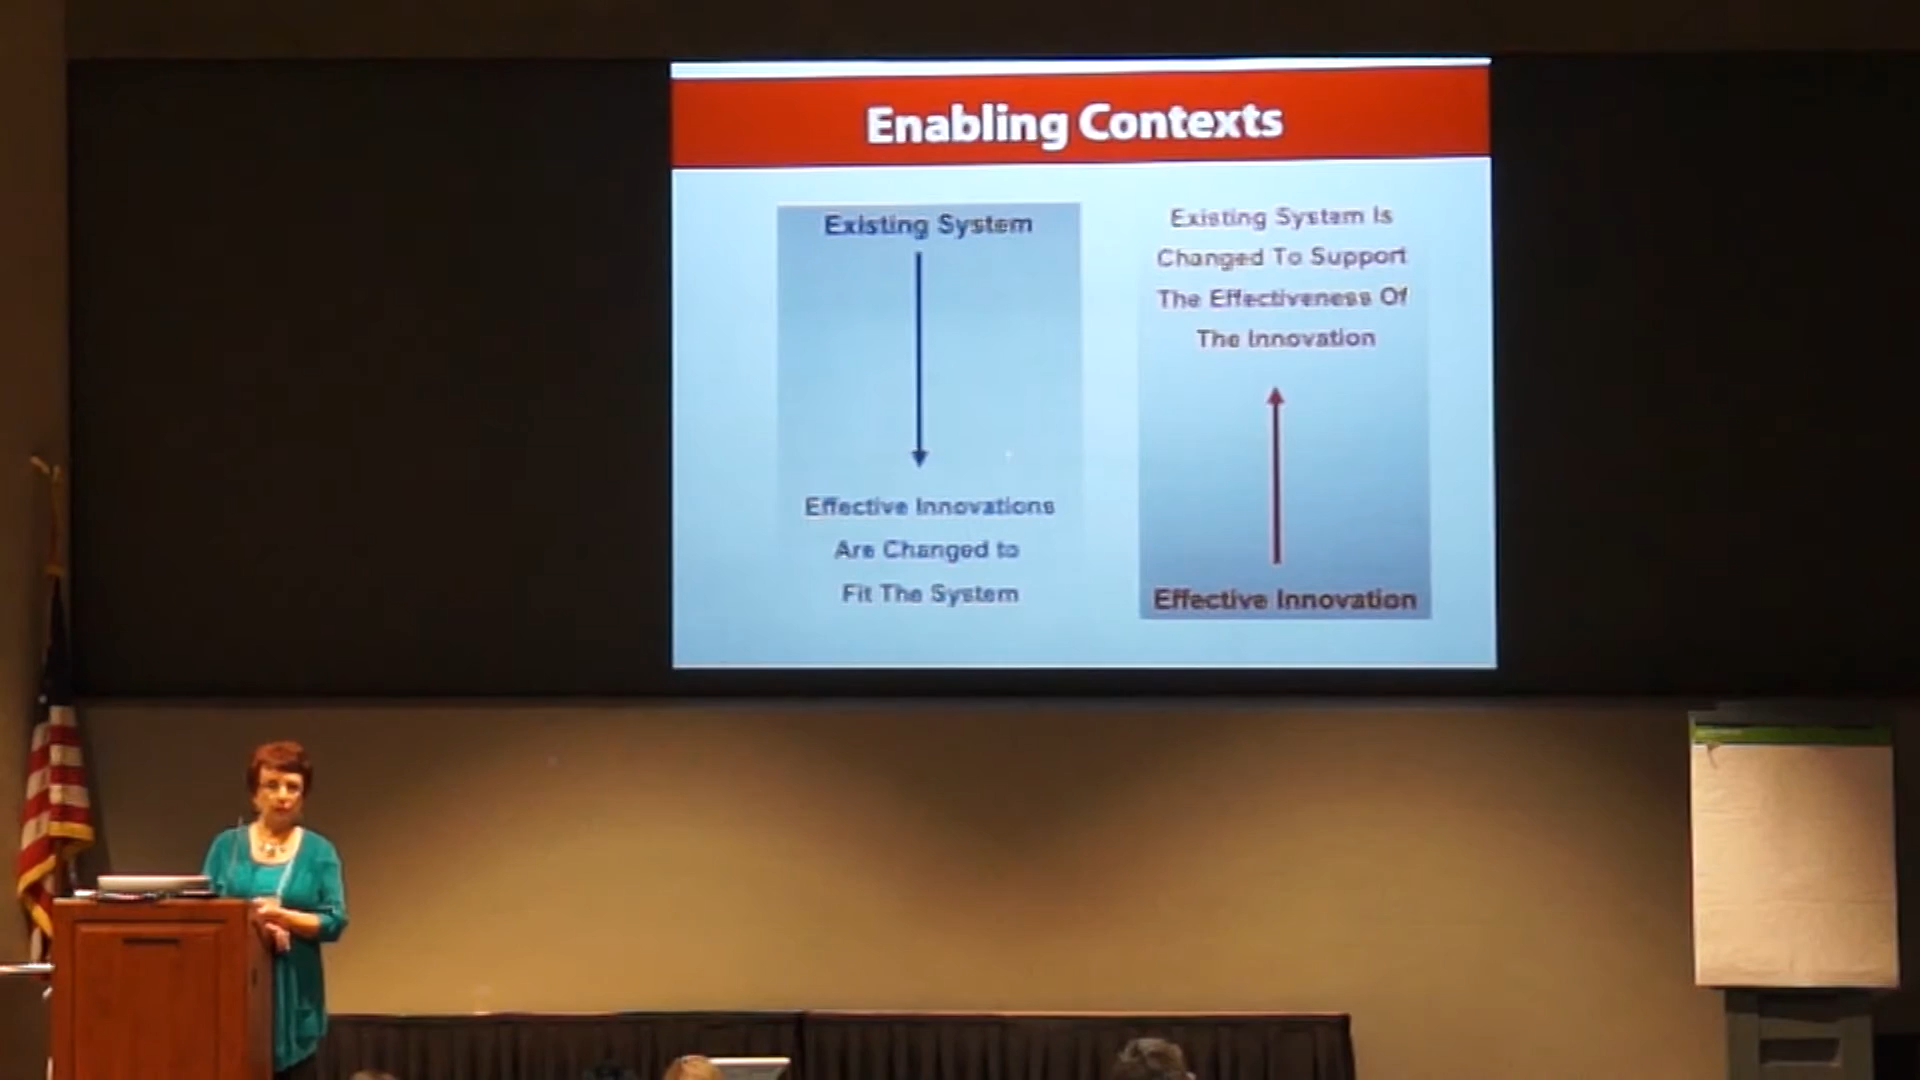 Enabling Contexts
Existing System
Effective Innovations
Are Changed to
Fit The System
Existing System Is
Changed To Support
The Effectiveness Of
The Innovation
Effective Innovation